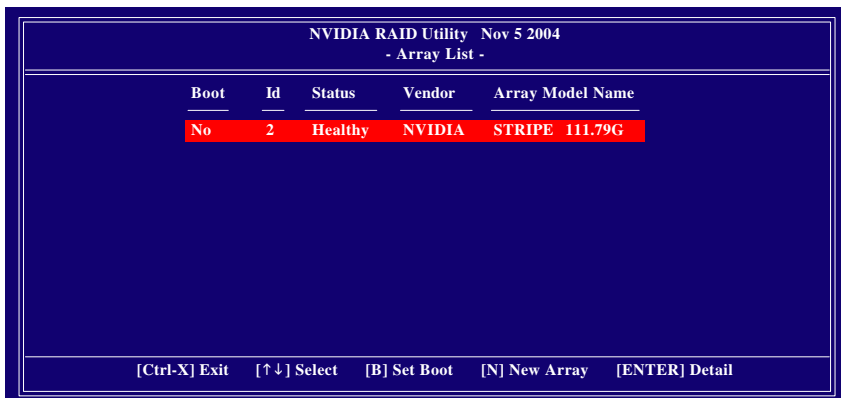 NVIDIA RAID Utility Nov 5 2004
- Array List -
Boot Id Status Vendor Array Model Name
No 2 Healthy NVIDIA STRIPE 111.79G
[Ctrl-X] Exit [↑↓] Select [B] Set Boot [N] New Array [ENTER] Detail